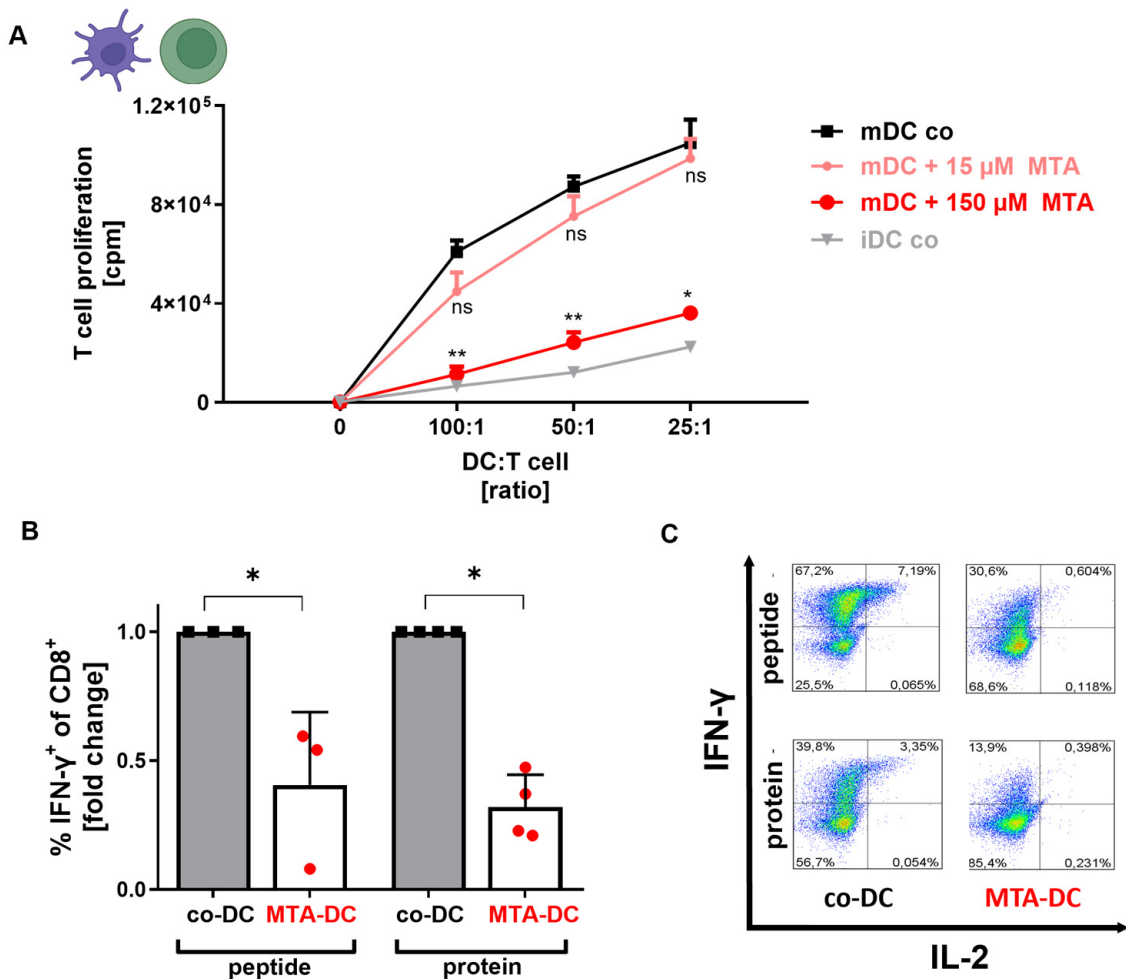 A
1.2×10⁵
8×10⁴
4×10⁴
0
T cell proliferation
[cpm]
ns
ns
ns
**
**
*
0
100:1
50:1
25:1
DC:T cell
[ratio]
mDC co
mDC + 15 µM MTA
mDC + 150 µM MTA
iDC co
B
% IFN-γ⁺ of CD8⁺
[fold change]
1.0
0.5
0.0
*
*
co-DC
MTA-DC
co-DC
MTA-DC
peptide
protein
C
IFN-γ
peptide -
67,2%
7,19%
25,5%
0,065%
30,6%
0,604%
68,6%
0,118%
protein -
39,8%
3,35%
56,7%
0,054%
13,9%
0,398%
85,4%
0,231%
co-DC
MTA-DC
IL-2